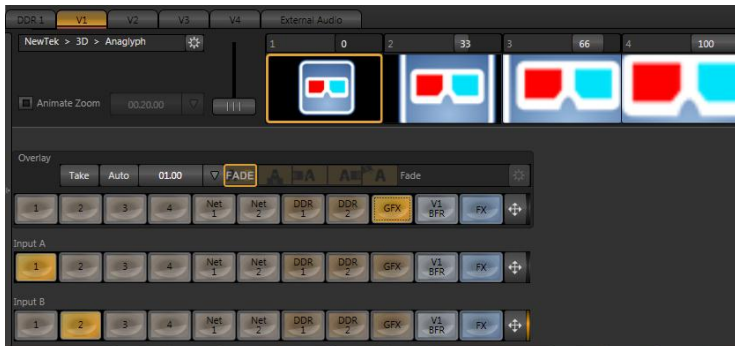 DDR 1 V1 V2 V3 V4 External Audio
NewTek > 3D > Anaglyph
1 0 2 33 3 66 4 100
Animate Zoom 00.20.00
Overlay
Take Auto 01.00 FADE A A A A Fade
1 2 3 4 Net 1 Net 2 DDR 1 DDR 2 GFX V1 BFR FX
Input A
1 2 3 4 Net 1 Net 2 DDR 1 DDR 2 GFX V1 BFR FX
Input B
1 2 3 4 Net 1 Net 2 DDR 1 DDR 2 GFX V1 BFR FX